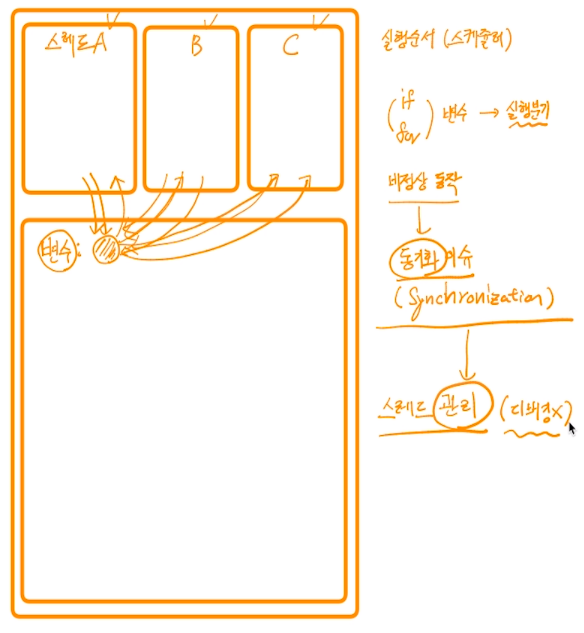 스레드A
B
C
변수:
실행순서 (스케쥴러)
(if
for) 변수 → 실행분기
비정상 동작
동기화 이슈
(Synchronization)
스레드 관리 (디버깅X)